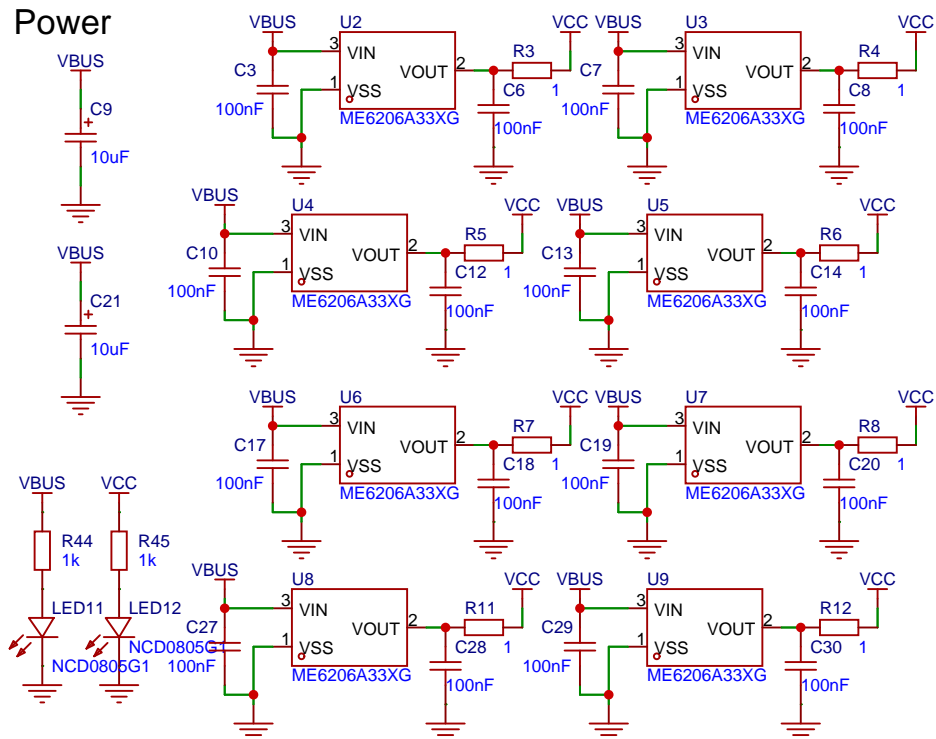 Power
VBUS
C9
+
10uF
VBUS
C21
+
10uF
VBUS
R44
1k
LED11
NCD0805G1
VCC
R45
1k
LED12
NCD0805G1
VBUS
C3
100nF
U2
3
VIN
1
VSS
VOUT
2
ME6206A33XG
R3
1
C6
100nF
VCC
VBUS
C7
100nF
U3
3
VIN
1
VSS
VOUT
2
ME6206A33XG
R4
1
C8
100nF
VCC
VBUS
C10
100nF
U4
3
VIN
1
VSS
VOUT
2
ME6206A33XG
R5
1
C12
100nF
VCC
VBUS
C13
100nF
U5
3
VIN
1
VSS
VOUT
2
ME6206A33XG
R6
1
C14
100nF
VCC
VBUS
C17
100nF
U6
3
VIN
1
VSS
VOUT
2
ME6206A33XG
R7
1
C18
100nF
VCC
VBUS
C19
100nF
U7
3
VIN
1
VSS
VOUT
2
ME6206A33XG
R8
1
C20
100nF
VCC
VBUS
C27
100nF
U8
3
VIN
1
VSS
VOUT
2
ME6206A33XG
R11
1
C28
100nF
VCC
VBUS
C29
100nF
U9
3
VIN
1
VSS
VOUT
2
ME6206A33XG
R12
1
C30
100nF
VCC